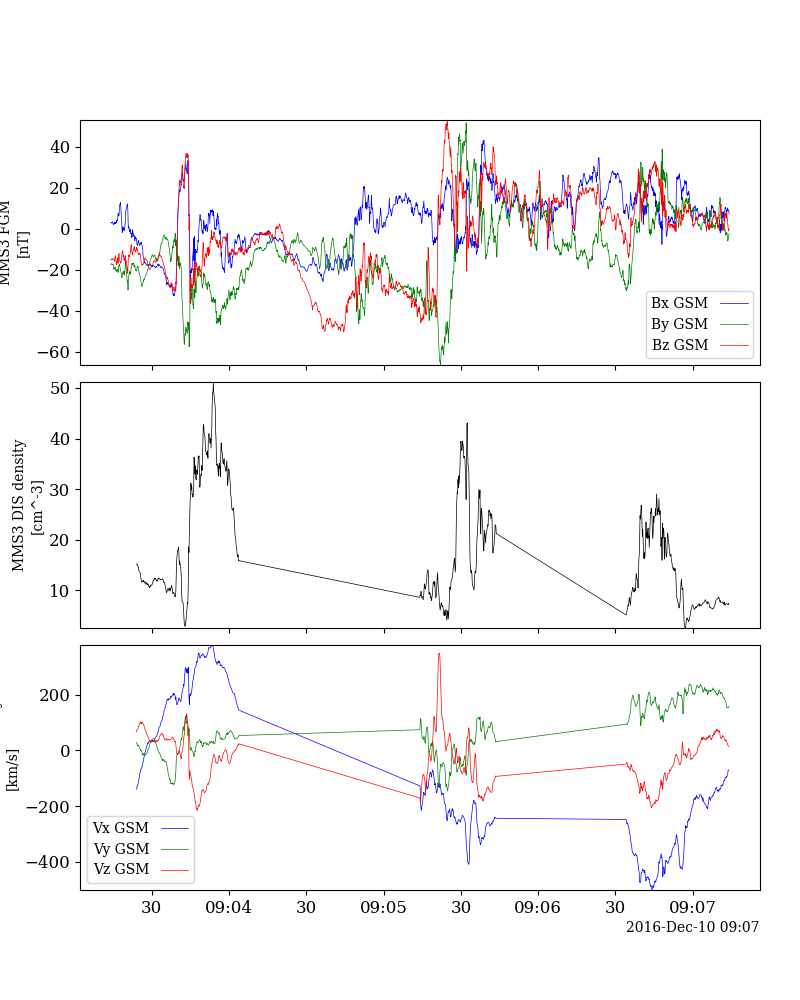 MMS3 FGM
[nT]
40
20
0
−20
−40
−60
Bx GSM
By GSM
Bz GSM
MMS3 DIS density
[cm^-3]
50
40
30
20
10
[km/s]
200
0
−200
−400
Vx GSM
Vy GSM
Vz GSM
30
09:04
30
09:05
30
09:06
30
09:07
2016-Dec-10 09:07